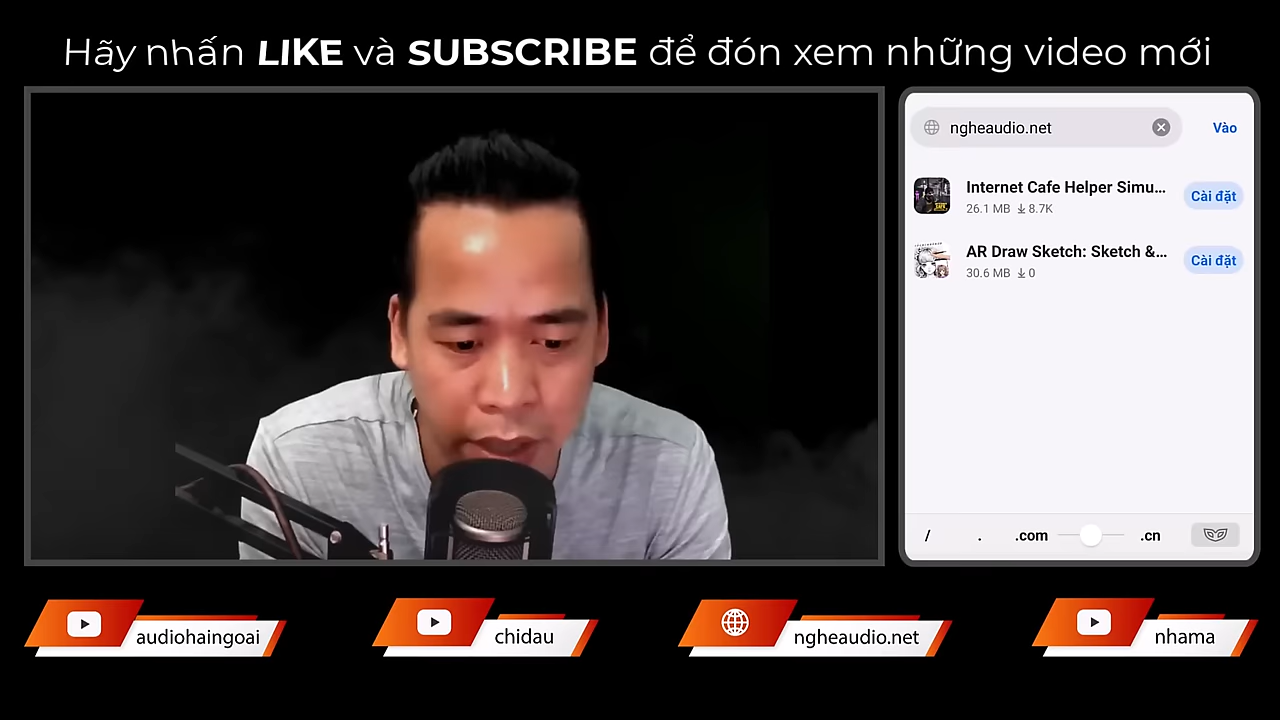 Hãy nhấn LIKE và SUBSCRIBE để đón xem những video mới
ngheaudio.net
Vào
Internet Cafe Helper Simu...
26.1 MB 8.7K
Cài đặt
AR Draw Sketch: Sketch &...
30.6 MB 0
Cài đặt
/ . .com .cn
audiohaingoai
chidau
ngheaudio.net
nhama